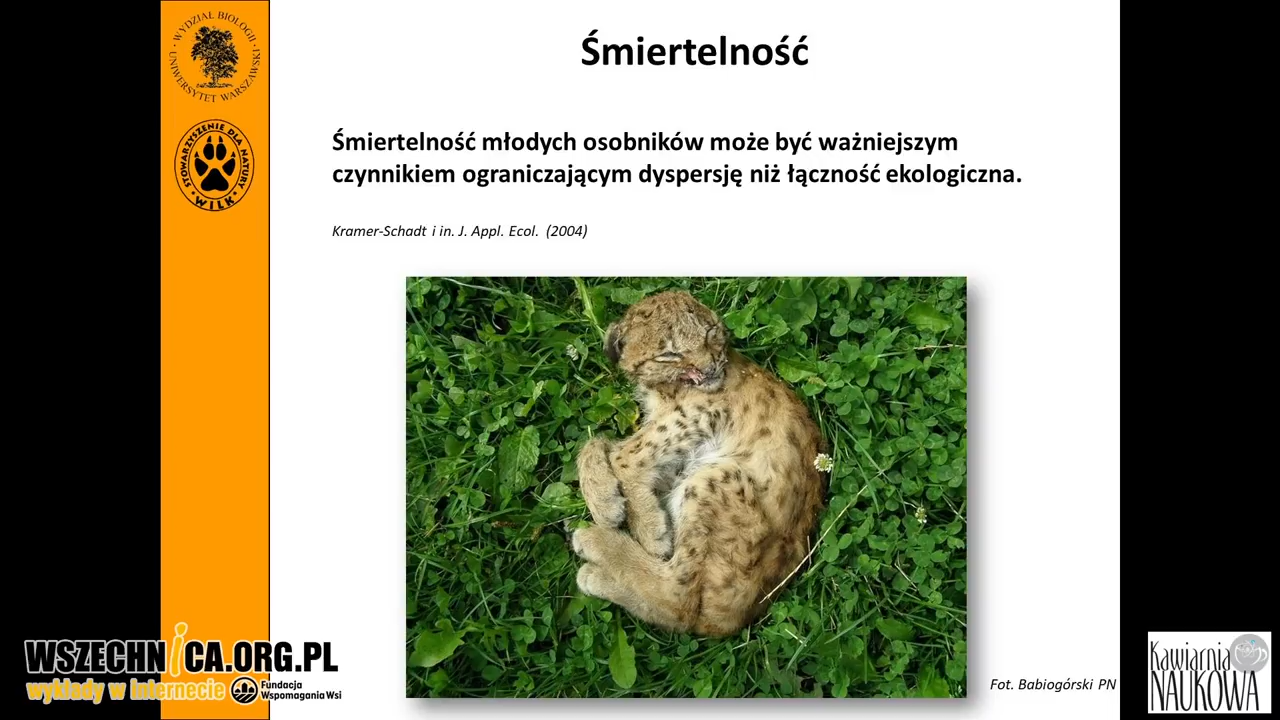 Śmiertelność
WYDZIAŁ BIOLOGII
UNIWERSYTET WARSZAWSKI
STOWARZYSZENIE DLA NATURY
WILK
Śmiertelność młodych osobników może być ważniejszym
czynnikiem ograniczającym dyspersję niż łączność ekologiczna.
Kramer-Schadt i in. J. Appl. Ecol. (2004)
Fot. Babiogórski PN
WSZECHNICA.ORG.PL
wykłady w internecie
Fundacja
Wspomagania Wsi
Kawiarnia
NAUKOWA